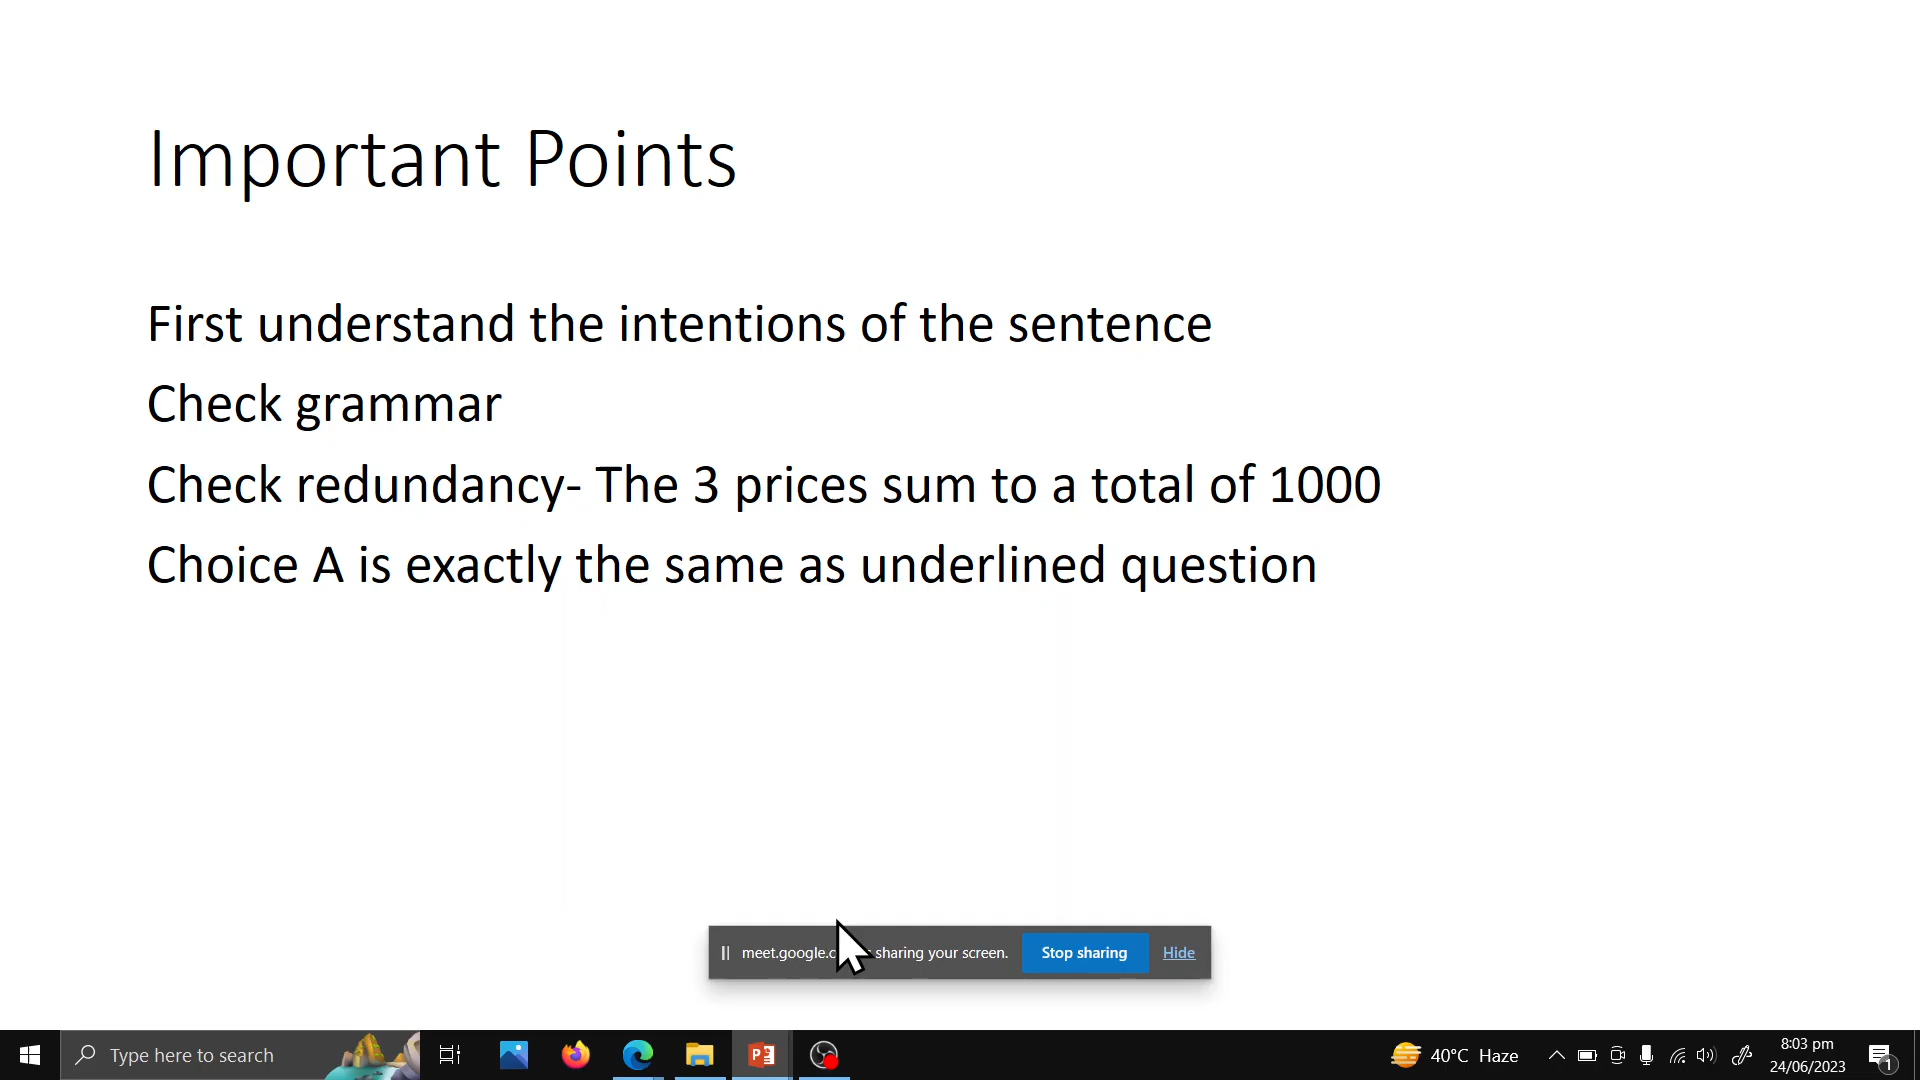 Important Points
First understand the intentions of the sentence
Check grammar
Check redundancy- The 3 prices sum to a total of 1000
Choice A is exactly the same as underlined question
meet.google.c sharing your screen.
Stop sharing
Hide
Type here to search
40°C Haze
8:03 pm
24/06/2023
1